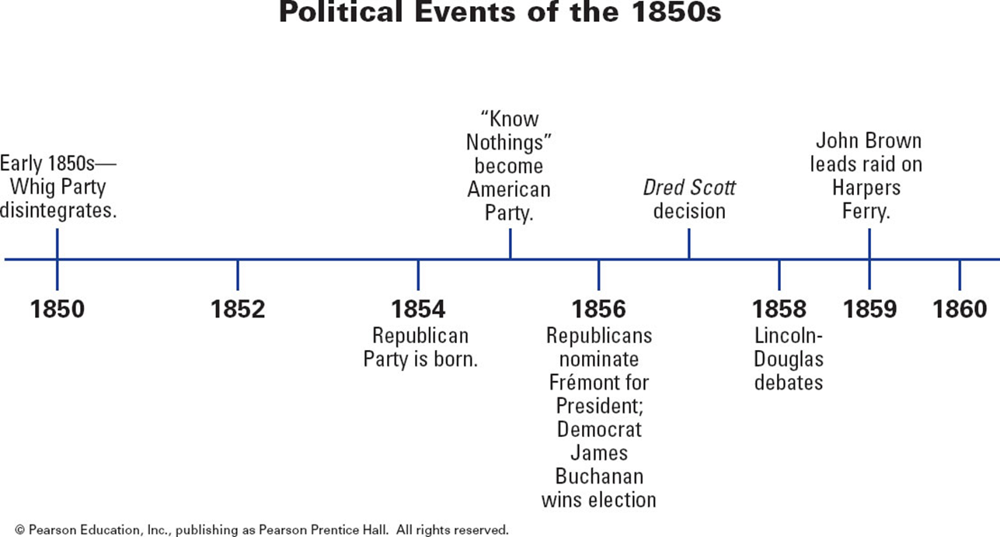 Political Events of the 1850s
Early 1850s—
Whig Party
disintegrates.
“Know
Nothings”
become
American
Party.
Dred Scott
decision
John Brown
leads raid on
Harpers
Ferry.
1850
1852
1854
Republican
Party is born.
1856
Republicans
nominate
Frémont for
President;
Democrat
James
Buchanan
wins election
1858
Lincoln-
Douglas
debates
1859
1860
© Pearson Education, Inc., publishing as Pearson Prentice Hall. All rights reserved.